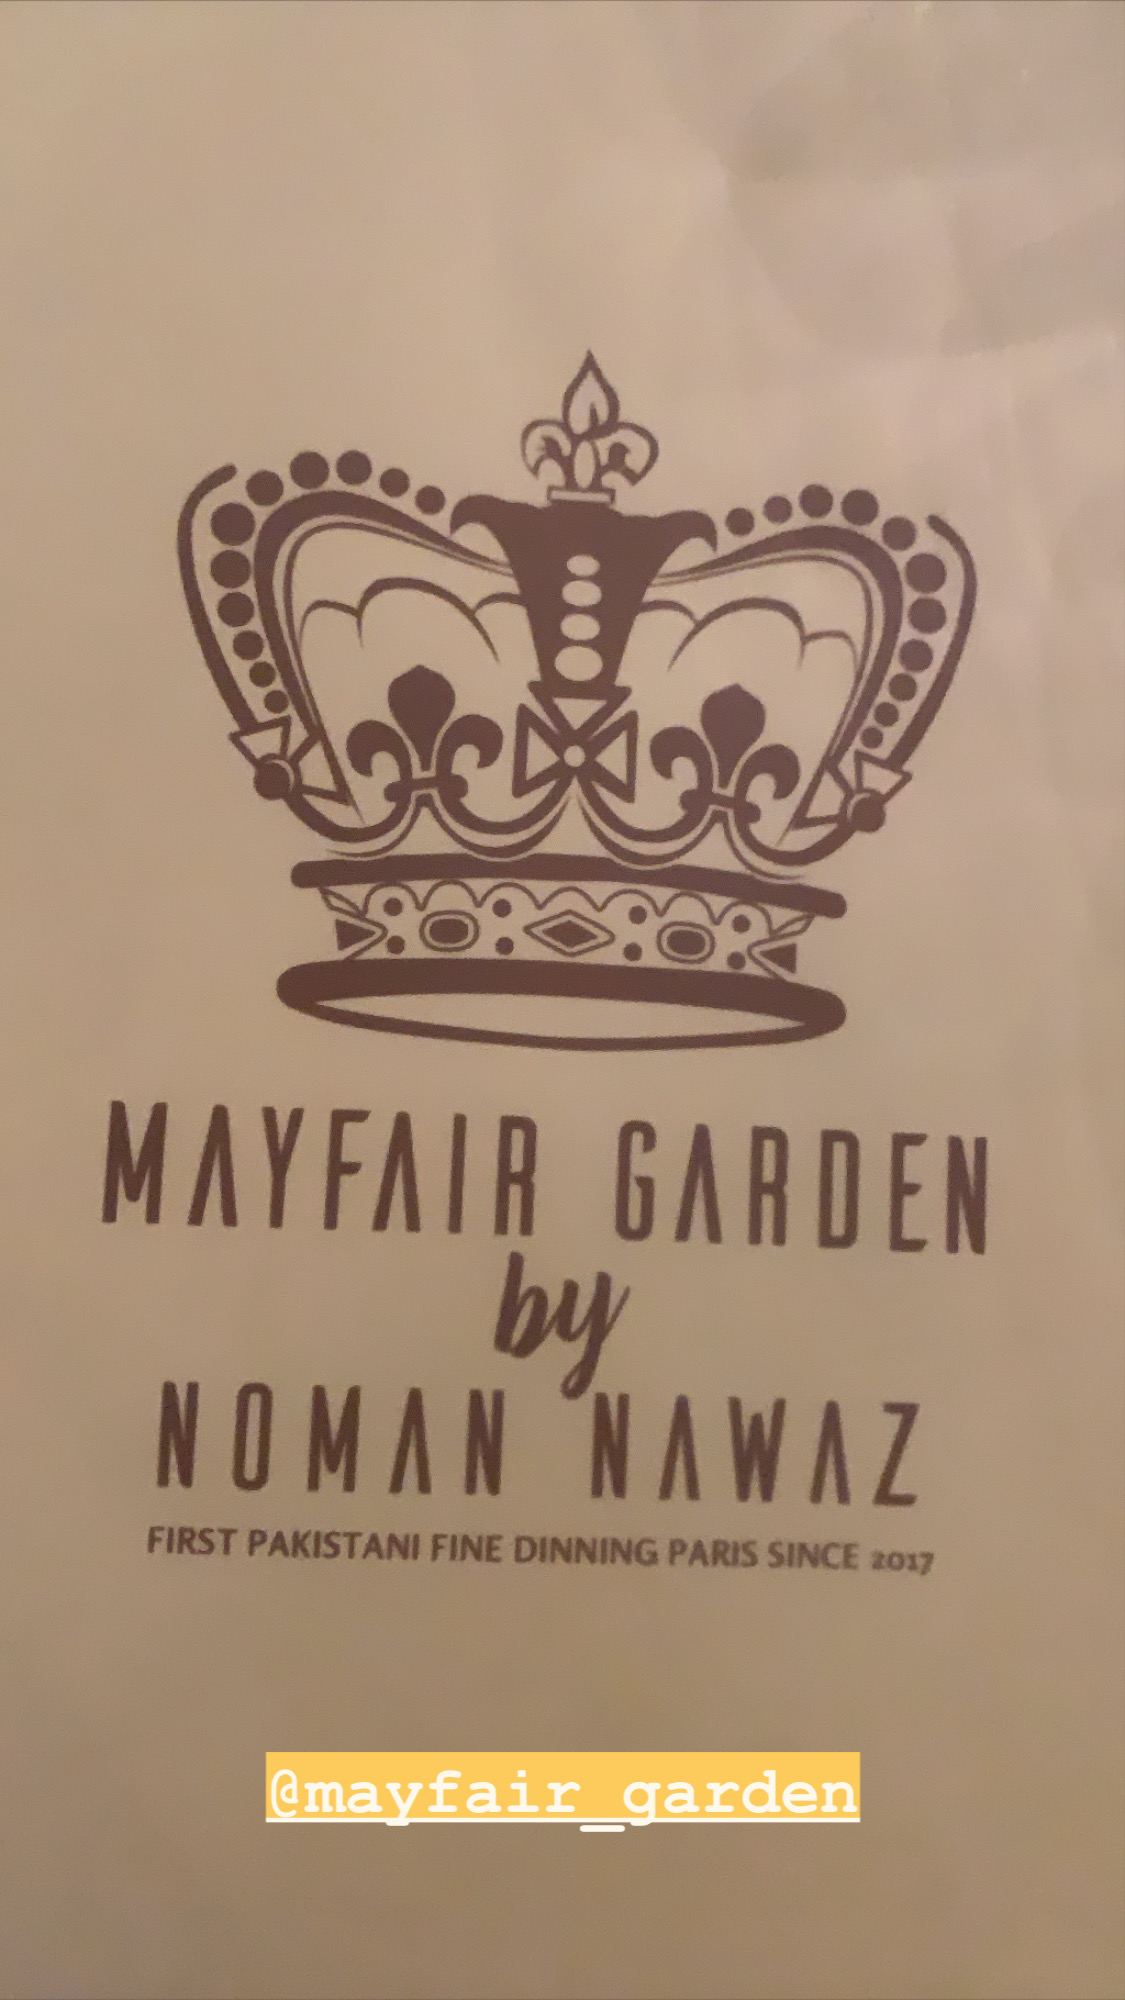 MAYFAIR GARDEN
by
NOMAN NAWAZ
FIRST PAKISTANI FINE DINNING PARIS SINCE 2017
@mayfair_garden